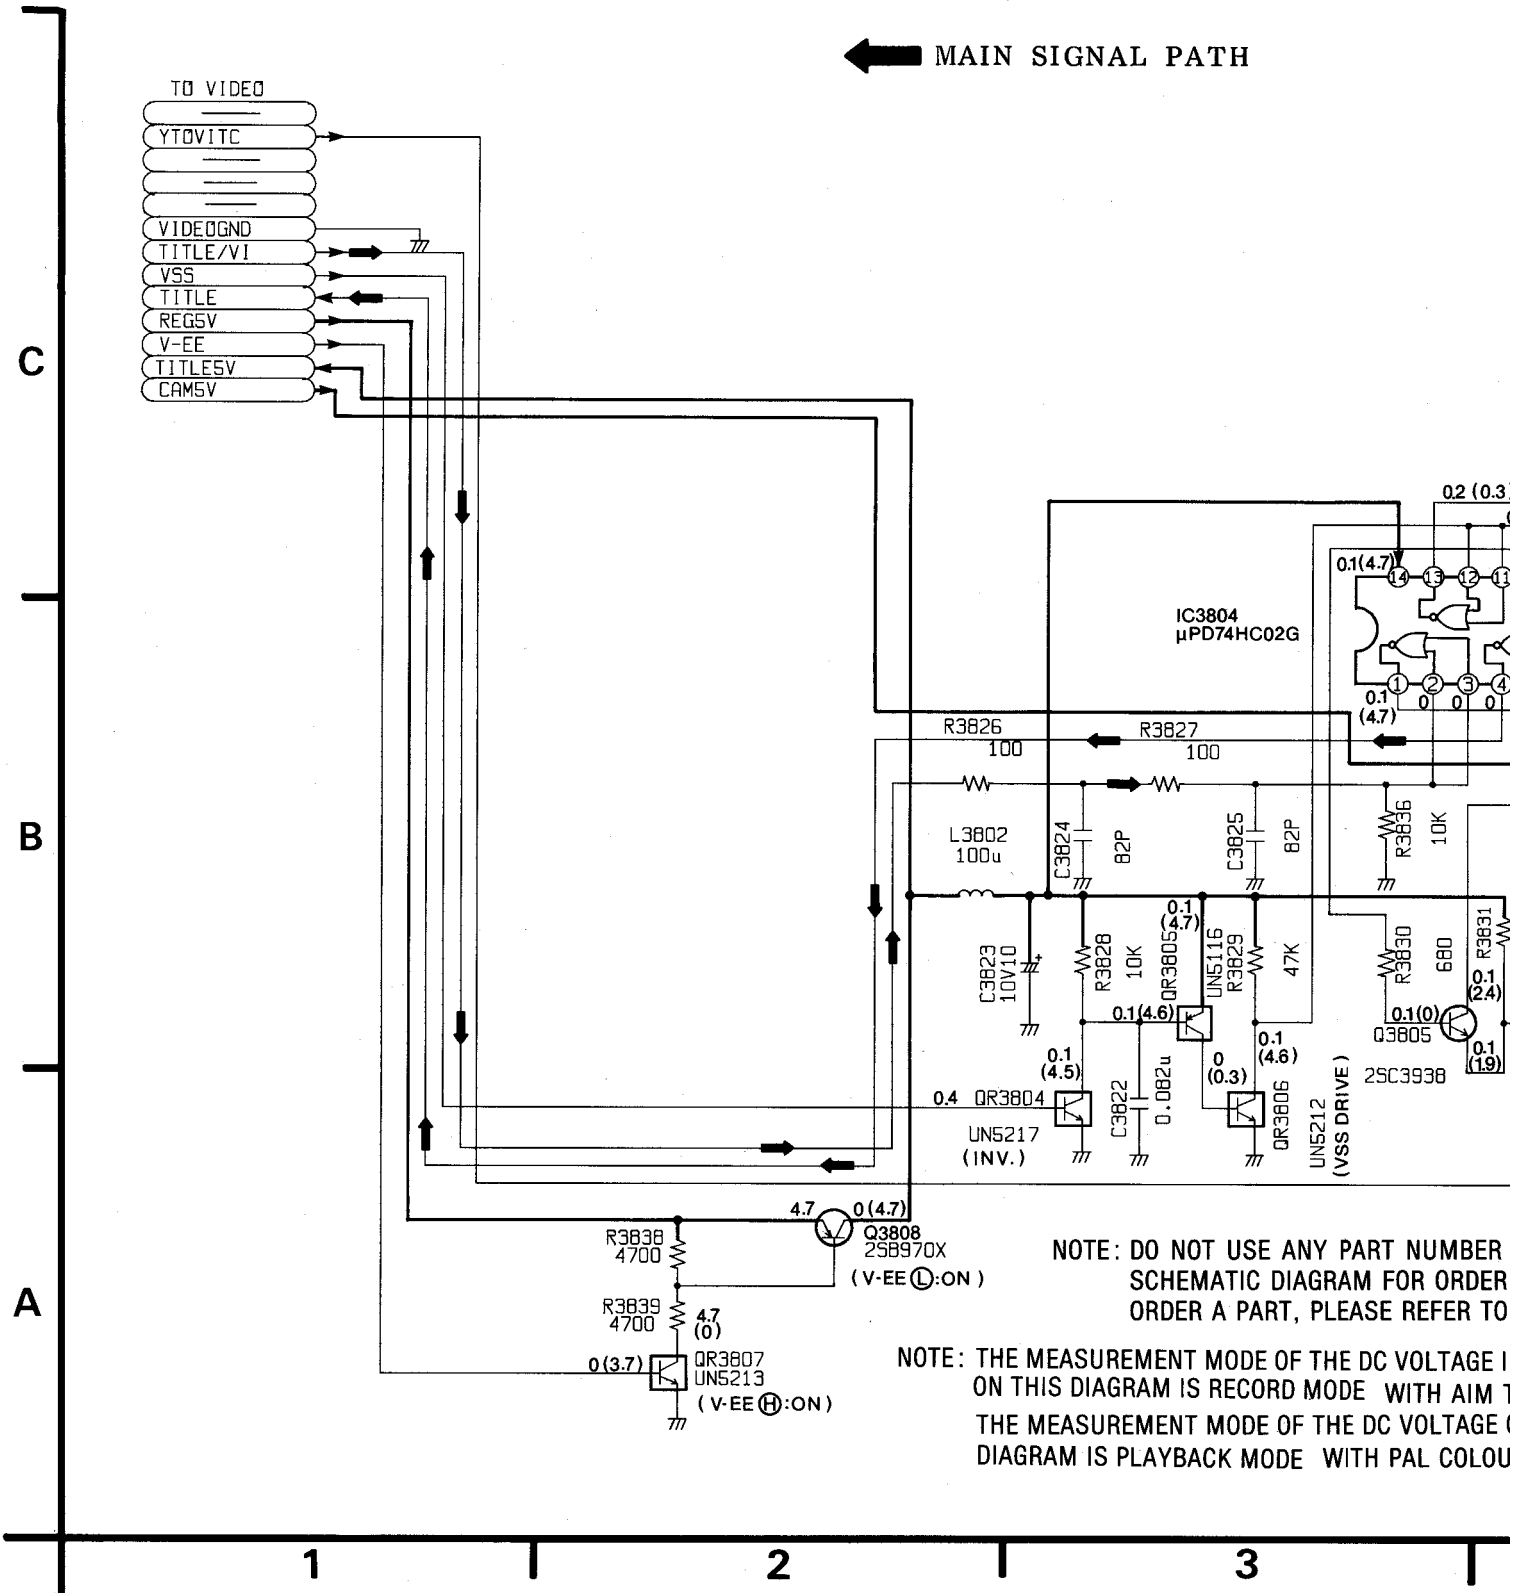 MAIN SIGNAL PATH
TO VIDEO
YTOVITC
VIDEOGND
TITLE/VI
VSS
TITLE
REG5V
V-EE
TITLE5V
CAM5V
C
0.2 (0.3
0.1(4.7)
14 13 12 11
IC3804
µPD74HC02G
1 2 3 4
0.1
(4.7)
0 0 0
R3826
100
R3827
100
B
L3802
100u
C3824
82P
C3825
82P
R3836
10K
C3823
10V10
+
R3828
10K
0.1
(4.7)
QR3805
UN5116
R3829
47K
R3830
680
R3831
0.1
(2.4)
0.1(4.6)
0.1(0)
Q3805
2SC3938
0.1
(1.9)
0.1
(4.5)
0
(0.3)
0.1
(4.6)
0.4
QR3804
UN5217
(INV.)
C3822
0.082u
QR3806
UN5212
(VSS DRIVE)
4.7
0(4.7)
Q3808
2SB970X
(V-EE L:ON)
R3838
4700
R3839
4700
4.7
(0)
0(3.7)
QR3807
UN5213
(V-EE H:ON)
A
NOTE: DO NOT USE ANY PART NUMBER
SCHEMATIC DIAGRAM FOR ORDER
ORDER A PART, PLEASE REFER TO
NOTE: THE MEASUREMENT MODE OF THE DC VOLTAGE
ON THIS DIAGRAM IS RECORD MODE WITH AIM
THE MEASUREMENT MODE OF THE DC VOLTAGE
DIAGRAM IS PLAYBACK MODE WITH PAL COLOU
1 2 3